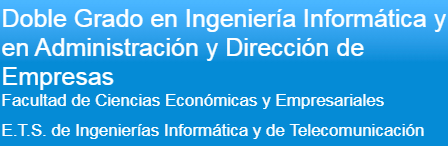 Doble Grado en Ingeniería Informática y
en Administración y Dirección de
Empresas
Facultad de Ciencias Económicas y Empresariales
E.T.S. de Ingenierías Informática y de Telecomunicación